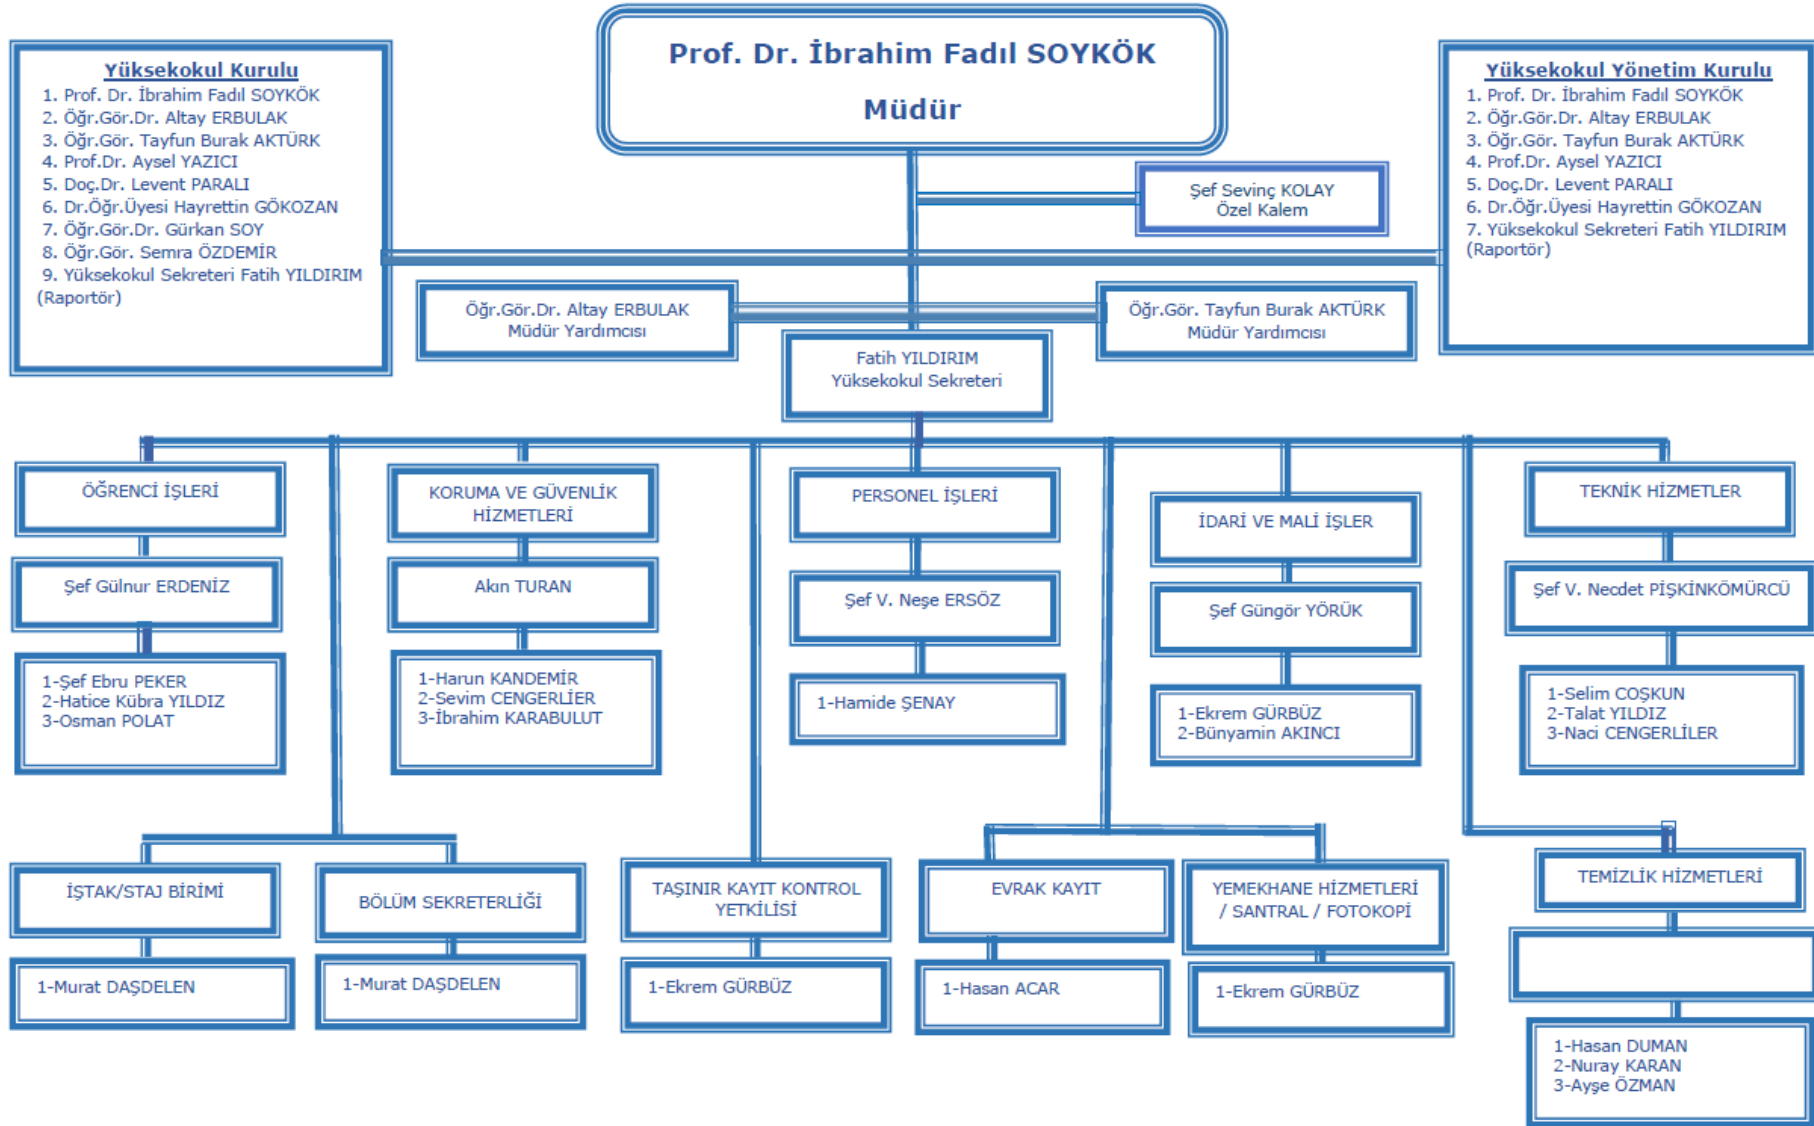 Prof. Dr. İbrahim Fadıl SOYKÖK
Müdür
Yüksekokul Kurulu
1. Prof. Dr. İbrahim Fadıl SOYKÖK
2. Öğr.Gör.Dr. Altay ERBULAK
3. Öğr.Gör. Tayfun Burak AKTÜRK
4. Prof.Dr. Aysel YAZICI
5. Doç.Dr. Levent PARALI
6. Dr.Öğr.Üyesi Hayrettin GÖKOZAN
7. Öğr.Gör.Dr. Gürkan SOY
8. Öğr.Gör. Semra ÖZDEMİR
9. Yüksekokul Sekreteri Fatih YILDIRIM
(Raportör)
Yüksekokul Yönetim Kurulu
1. Prof. Dr. İbrahim Fadıl SOYKÖK
2. Öğr.Gör.Dr. Altay ERBULAK
3. Öğr.Gör. Tayfun Burak AKTÜRK
4. Prof.Dr. Aysel YAZICI
5. Doç.Dr. Levent PARALI
6. Dr.Öğr.Üyesi Hayrettin GÖKOZAN
7. Yüksekokul Sekreteri Fatih YILDIRIM
(Raportör)
Şef Sevinç KOLAY
Özel Kalem
Öğr.Gör.Dr. Altay ERBULAK
Müdür Yardımcısı
Öğr.Gör. Tayfun Burak AKTÜRK
Müdür Yardımcısı
Fatih YILDIRIM
Yüksekokul Sekreteri
ÖĞRENCİ İŞLERİ
Şef Gülnur ERDENİZ
1-Şef Ebru PEKER
2-Hatice Kübra YILDIZ
3-Osman POLAT
KORUMA VE GÜVENLİK
HİZMETLERİ
Akın TURAN
1-Harun KANDEMİR
2-Sevim CENGERLİER
3-İbrahim KARABULUT
PERSONEL İŞLERİ
Şef V. Neşe ERSÖZ
1-Hamide ŞENAY
İDARİ VE MALİ İŞLER
Şef Güngör YÖRÜK
1-Ekrem GÜRBÜZ
2-Bünyamin AKINCI
TEKNİK HİZMETLER
Şef V. Necdet PİŞKİNKÖMÜRCÜ
1-Selim COŞKUN
2-Talat YILDIZ
3-Naci CENGERLİLER
İŞTAK/STAJ BİRİMİ
1-Murat DAŞDELEN
BÖLÜM SEKRETERLİĞİ
1-Murat DAŞDELEN
TAŞINIR KAYIT KONTROL
YETKİLİSİ
1-Ekrem GÜRBÜZ
EVRAK KAYIT
1-Hasan ACAR
YEMEKHANE HİZMETLERİ
/ SANTRAL / FOTOKOPİ
1-Ekrem GÜRBÜZ
TEMİZLİK HİZMETLERİ
1-Hasan DUMAN
2-Nuray KARAN
3-Ayşe ÖZMAN